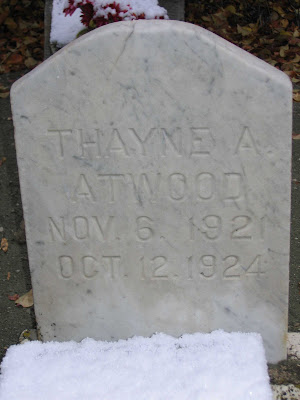 THAYNE A.
ATWOOD
NOV. 6. 1921
OCT. 12. 1924